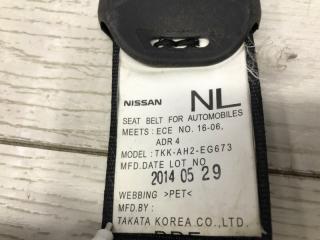 NISSAN NL
SEAT BELT FOR AUTOMOBILES
MEETS: ECE NO. 16-06,
ADR 4
MODEL: TKK-AH2-EG673
MFD. DATE LOT NO
2014 05 29
WEBBING >PET<
MFD. BY:
TAKATA KOREA CO., LTD.